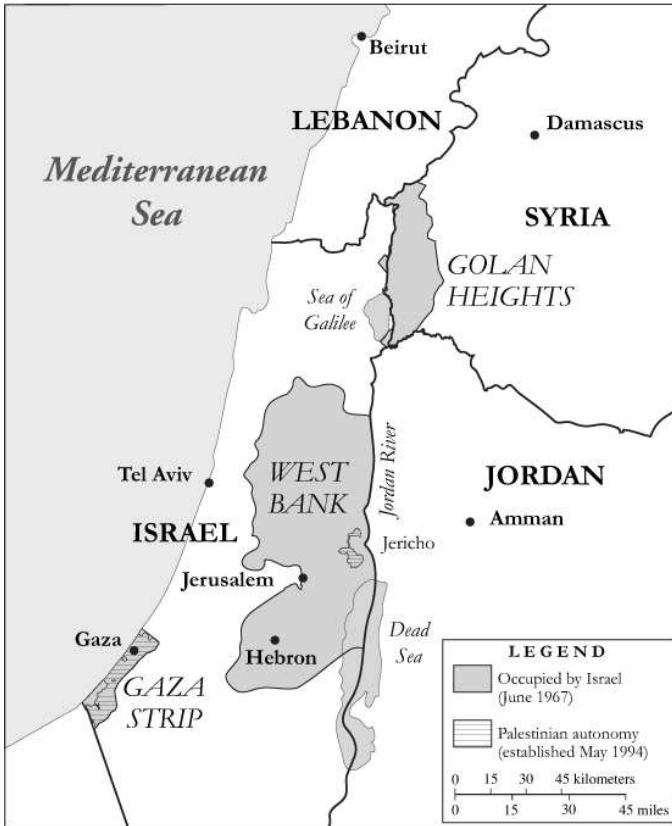 Beirut
LEBANON
Damascus
Mediterranean
Sea
SYRIA
GOLAN
HEIGHTS
Sea of
Galilee
Jordan River
WEST
BANK
Tel Aviv
JORDAN
ISRAEL
Amman
Jericho
Jerusalem
Gaza
Hebron
Dead
Sea
GAZA
STRIP
LEGEND
Occupied by Israel
(June 1967)
Palestinian autonomy
(established May 1994)
0 15 30 45 kilometers
0 15 30 45 miles